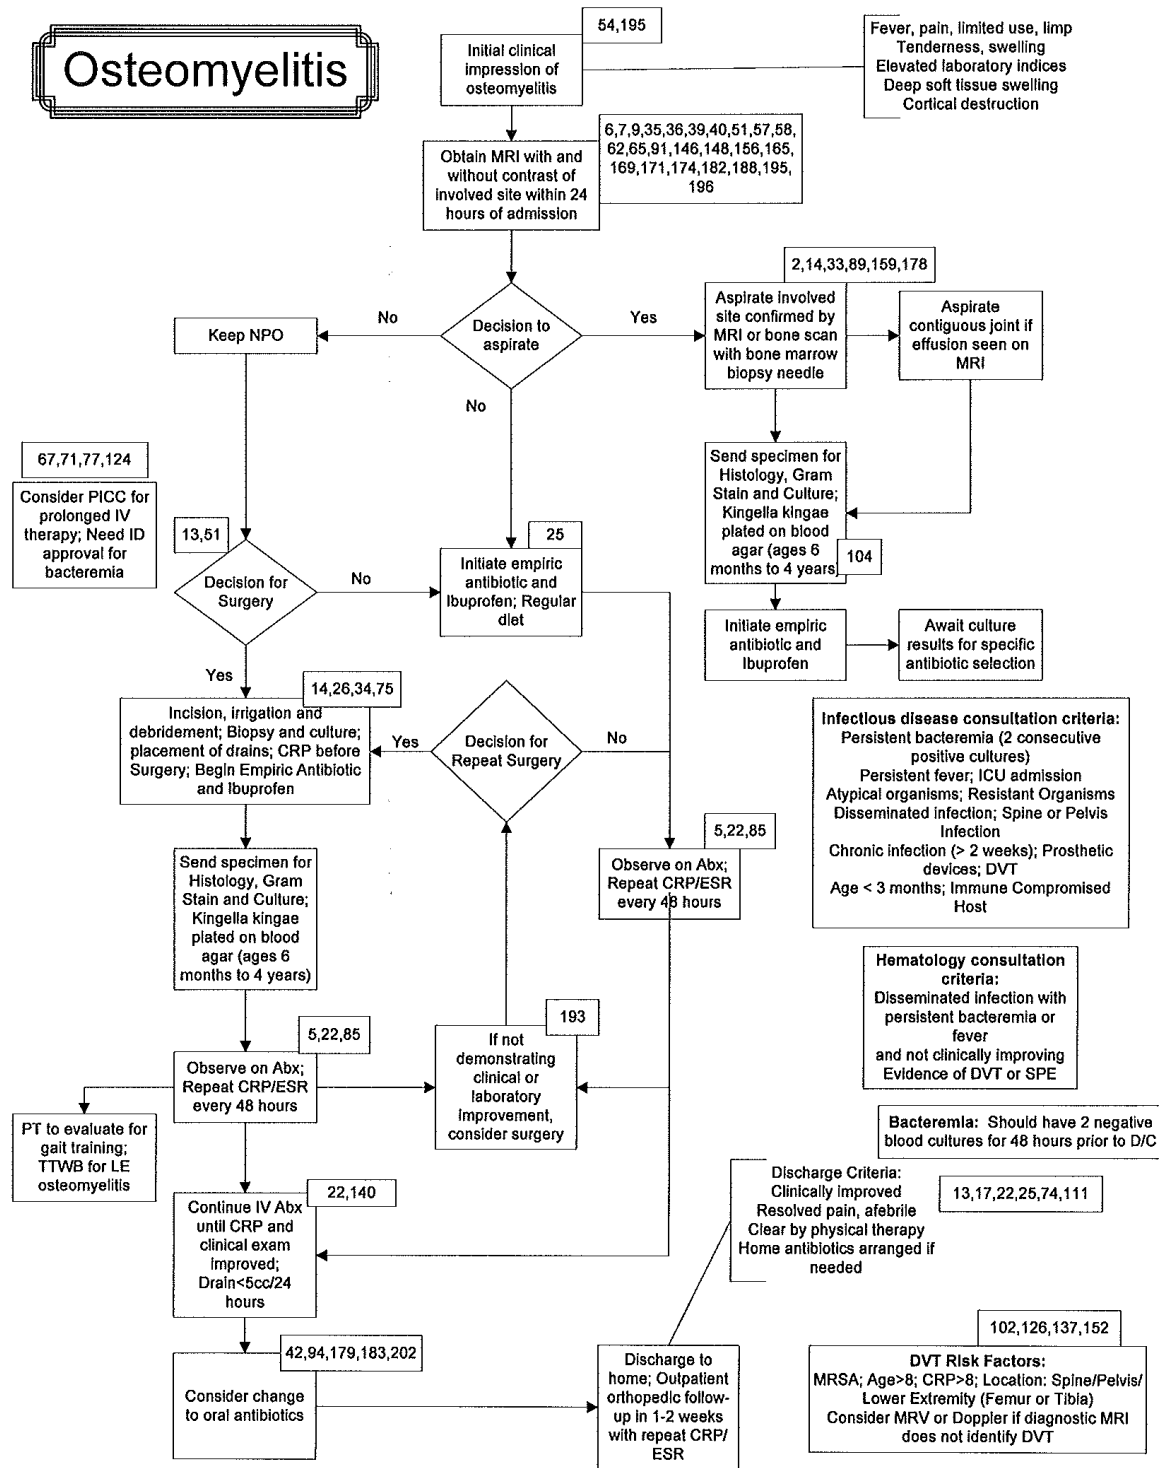 Osteomyelitis
54,195
Initial clinical
impression of
osteomyelitis
Fever, pain, limited use, limp
Tenderness, swelling
Elevated laboratory indices
Deep soft tissue swelling
Cortical destruction
6,7,9,35,36,39,40,51,57,58,
62,65,91,146,148,156,165,
169,171,174,182,188,195,
196
Obtain MRI with and
without contrast of
involved site within 24
hours of admission
2,14,33,89,159,178
Decision to
aspirate
No
Yes
No
Keep NPO
Aspirate involved
site confirmed by
MRI or bone scan
with bone marrow
biopsy needle
Aspirate
contiguous joint if
effusion seen on
MRI
67,71,77,124
Consider PICC for
prolonged IV
therapy; Need ID
approval for
bacteremia
13,51
Decision for
Surgery
No
Yes
25
Initiate empiric
antibiotic and
Ibuprofen; Regular
diet
Send specimen for
Histology, Gram
Stain and Culture;
Kingella kingae
plated on blood
agar (ages 6
months to 4 years)
104
Initiate empiric
antibiotic and
Ibuprofen
Await culture
results for specific
antibiotic selection
14,26,34,75
Incision, irrigation and
debridement; Biopsy and culture;
placement of drains; CRP before
Surgery; Begin Empiric Antibiotic
and Ibuprofen
Yes
Decision for
Repeat Surgery
No
Infectious disease consultation criteria:
Persistent bacteremia (2 consecutive
positive cultures)
Persistent fever; ICU admission
Atypical organisms; Resistant Organisms
Disseminated infection; Spine or Pelvis
Infection
Chronic infection (> 2 weeks); Prosthetic
devices; DVT
Age < 3 months; Immune Compromised
Host
5,22,85
Observe on Abx;
Repeat CRP/ESR
every 48 hours
Send specimen for
Histology, Gram
Stain and Culture;
Kingella kingae
plated on blood
agar (ages 6
months to 4 years)
Hematology consultation
criteria:
Disseminated infection with
persistent bacteremia or
fever
and not clinically improving
Evidence of DVT or SPE
193
If not
demonstrating
clinical or
laboratory
improvement,
consider surgery
5,22,85
Observe on Abx;
Repeat CRP/ESR
every 48 hours
PT to evaluate for
gait training;
TTWB for LE
osteomyelitis
Bacteremia: Should have 2 negative
blood cultures for 48 hours prior to D/C
Discharge Criteria:
Clinically improved
Resolved pain, afebrile
Clear by physical therapy
Home antibiotics arranged if
needed
13,17,22,25,74,111
22,140
Continue IV Abx
until CRP and
clinical exam
improved;
Drain<5cc/24
hours
42,94,179,183,202
Consider change
to oral antibiotics
Discharge to
home; Outpatient
orthopedic follow-
up in 1-2 weeks
with repeat CRP/
ESR
102,126,137,152
DVT Risk Factors:
MRSA; Age>8; CRP>8; Location: Spine/Pelvis/
Lower Extremity (Femur or Tibia)
Consider MRV or Doppler if diagnostic MRI
does not identify DVT